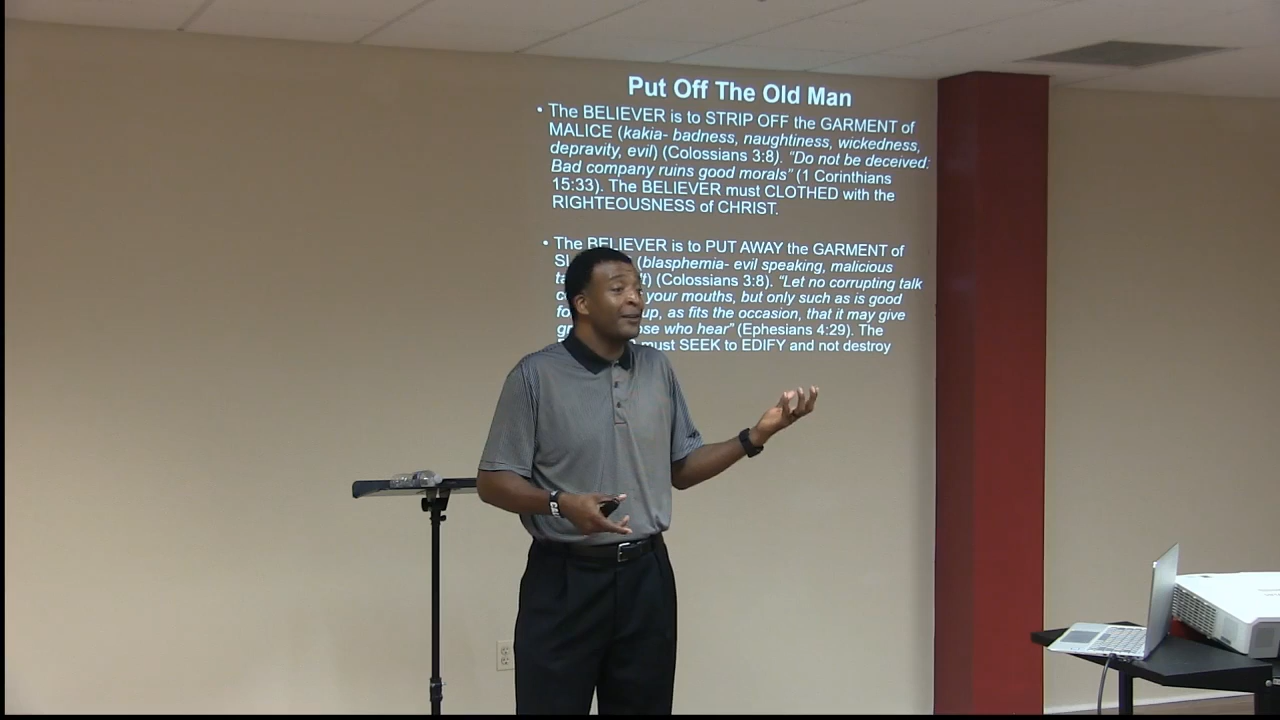 Put Off The Old Man
• The BELIEVER is to STRIP OFF the GARMENT of
MALICE (kakia- badness, naughtiness, wickedness,
depravity, evil) (Colossians 3:8). “Do not be deceived:
Bad company ruins good morals” (1 Corinthians
15:33). The BELIEVER must CLOTHED with the
RIGHTEOUSNESS of CHRIST.
• The BELIEVER is to PUT AWAY the GARMENT of
(blasphemia- evil speaking, malicious
(Colossians 3:8). “Let no corrupting talk
your mouths, but only such as is good
up, as fits the occasion, that it may give
who hear” (Ephesians 4:29). The
must SEEK to EDIFY and not destroy